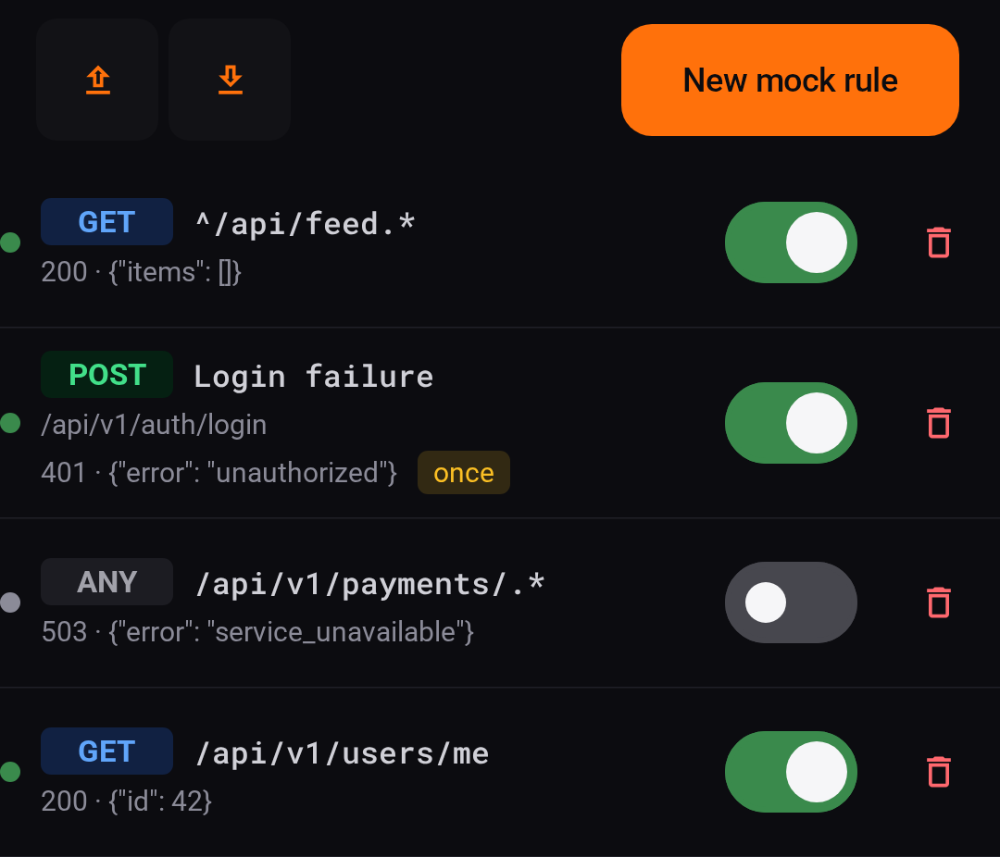 New mock rule
GET ^/api/feed.*
200 · {"items": []}
POST Login failure
/api/v1/auth/login
401 · {"error": "unauthorized"} once
ANY /api/v1/payments/.*
503 · {"error": "service_unavailable"}
GET /api/v1/users/me
200 · {"id": 42}